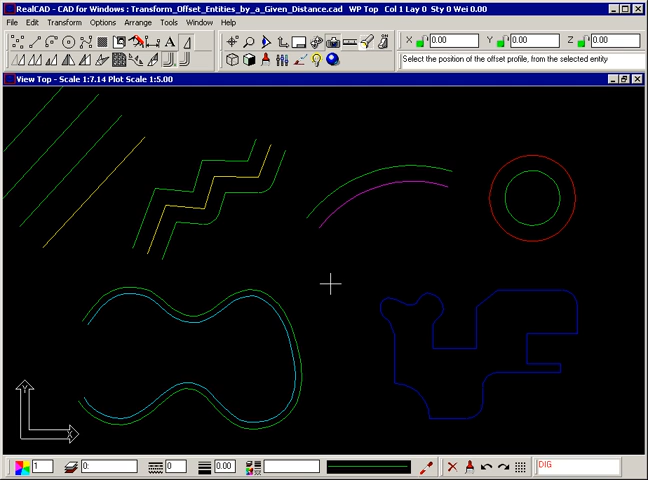 RealCAD - CAD for Windows : Transform_Offset_Entities_by_a_Given_Distance.cad WP Top Col 1 Lay 0 Sty 0 Wei 0.00
File Edit Transform Options Arrange Tools Window Help
X 0.00 Y 0.00 Z 0.00
Select the position of the offset profile, from the selected entity
View Top - Scale 1:7.14 Plot Scale 1:5.00
Y
X
1 0: 0 0.00 DIG